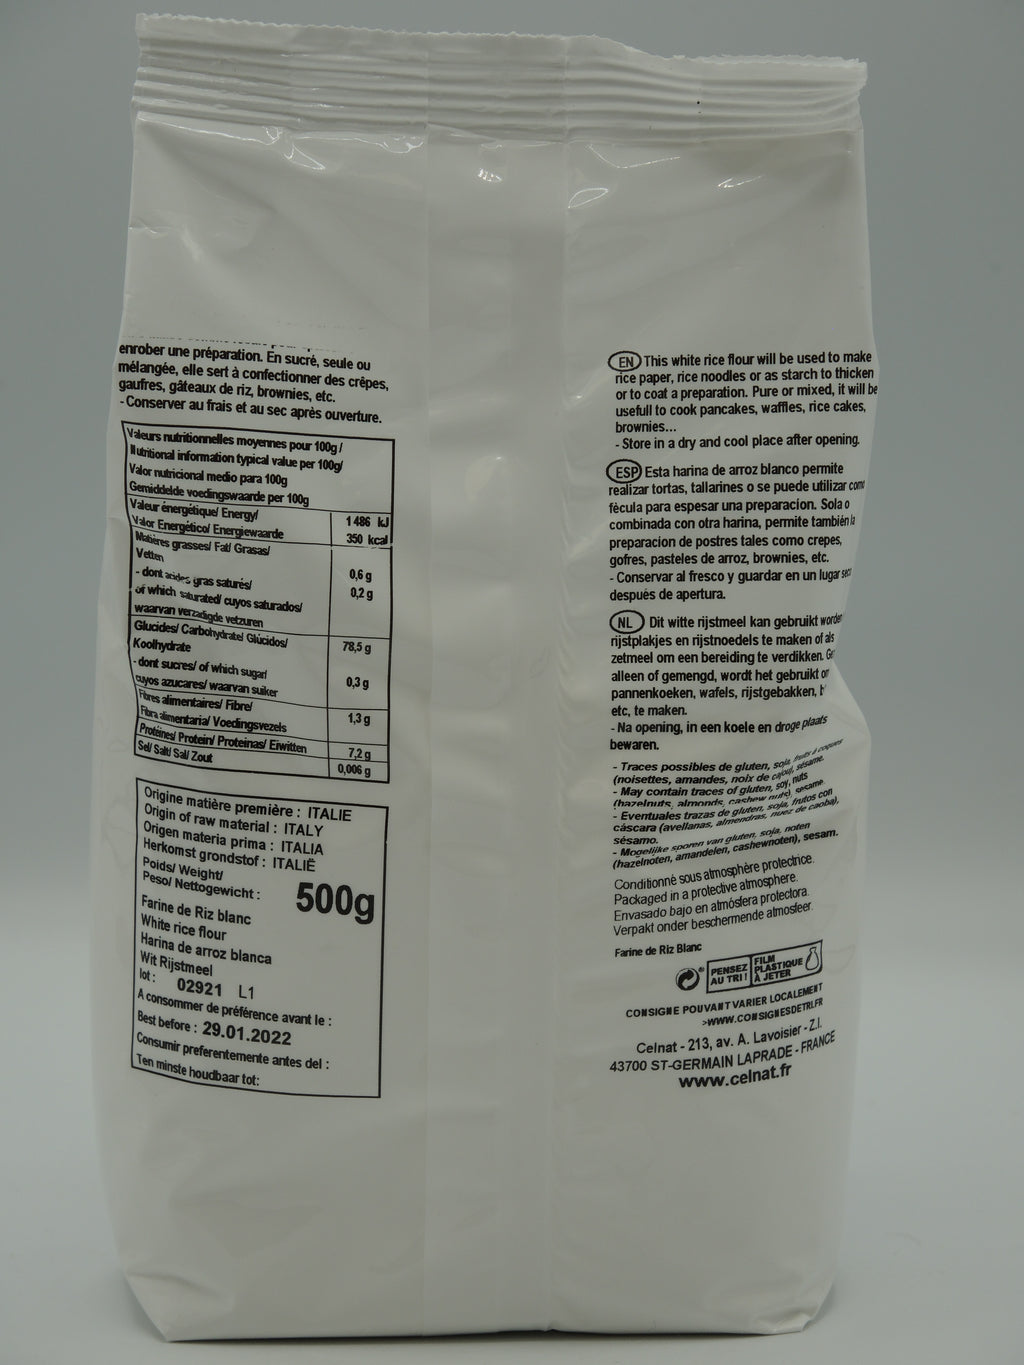 enrober une préparation. En sucré, seule ou
mélangée, elle sert à confectionner des crêpes,
gaufres, gâteaux de riz, brownies, etc.
- Conserver au frais et au sec après ouverture.
Valeurs nutritionnelles moyennes pour 100g /
Nutritional information typical value per 100g/
Valor nutricional medio para 100g
Gemiddelde voedingswaarde per 100g
Valeur énergétique/ Energy/
Valor Energético/ Energiewaarde
1 486 kJ
350 kcal
Matières grasses/ Fat/ Grasas/
Vetten
0,6 g
- dont acides gras saturés/
of which saturated/ cuyos saturados/
waarvan verzadigde vetzuren
0,2 g
Glucides/ Carbohydrate/ Glúcidos/
Koolhydrate
78,5 g
- dont sucres/ of which sugar/
cuyos azucares/ waarvan suiker
0,3 g
Fibres alimentaires/ Fibre/
Fibra alimentaria/ Voedingsvezels
1,3 g
Protéines/ Protein/ Proteinas/ Eiwitten
7,2 g
Sel/ Salt/ Sal/ Zout
0,006 g
Origine matière première : ITALIE
Origin of raw material : ITALY
Origen materia prima : ITALIA
Herkomst grondstof : ITALIË
Poids/ Weight/
Peso/ Nettogewicht :
500g
Farine de Riz blanc
White rice flour
Harina de arroz blanca
Wit Rijstmeel
lot : 02921 L1
A consommer de préférence avant le :
Best before : 29.01.2022
Consumir preferentemente antes del :
Ten minste houdbaar tot:
EN This white rice flour will be used to make
rice paper, rice noodles or as starch to thicken
or to coat a preparation. Pure or mixed, it will be
usefull to cook pancakes, waffles, rice cakes,
brownies...
- Store in a dry and cool place after opening.
ESP Esta harina de arroz blanco permite
realizar tortas, tallarines o se puede utilizar como
fécula para espesar una preparacion. Sola o
combinada con otra harina, permite también la
preparacion de postres tales como crepes,
gofres, pasteles de arroz, brownies, etc.
- Conservar al fresco y guardar en un lugar seco
después de apertura.
NL Dit witte rijstmeel kan gebruikt worden
rijstplakjes en rijstnoedels te maken of als
zetmeel om een bereiding te verdikken.
alleen of gemengd, wordt het gebruikt om
pannenkoeken, wafels, rijstgebakken,
etc, te maken.
- Na opening, in een koele en droge plaats
bewaren.
- Traces possibles de gluten, soja, fruits à coques
(noisettes, amandes, noix de cajou), sésame.
- May contain traces of gluten, soy, nuts
(hazelnuts, almonds, cashew nuts), sesame.
- Eventuales trazas de gluten, soja, frutos con
cáscara (avellanas, almendras, nuez de caoba),
sésamo.
- Mogelijke sporen van gluten, soja, noten
(hazelnoten, amandelen, cashewnoten), sesam.
Conditionné sous atmosphère protectrice.
Packaged in a protective atmosphere.
Envasado bajo en atmósfera protectora.
Verpakt onder beschermende atmosfeer.
Farine de Riz Blanc
PENSEZ
AU TRI !
FILM
PLASTIQUE
À JETER
CONSIGNE POUVANT VARIER LOCALEMENT
>WWW.CONSIGNESDETRI.FR
Celnat - 213, av. A. Lavoisier - Z.I.
43700 ST-GERMAIN LAPRADE - FRANCE
www.celnat.fr